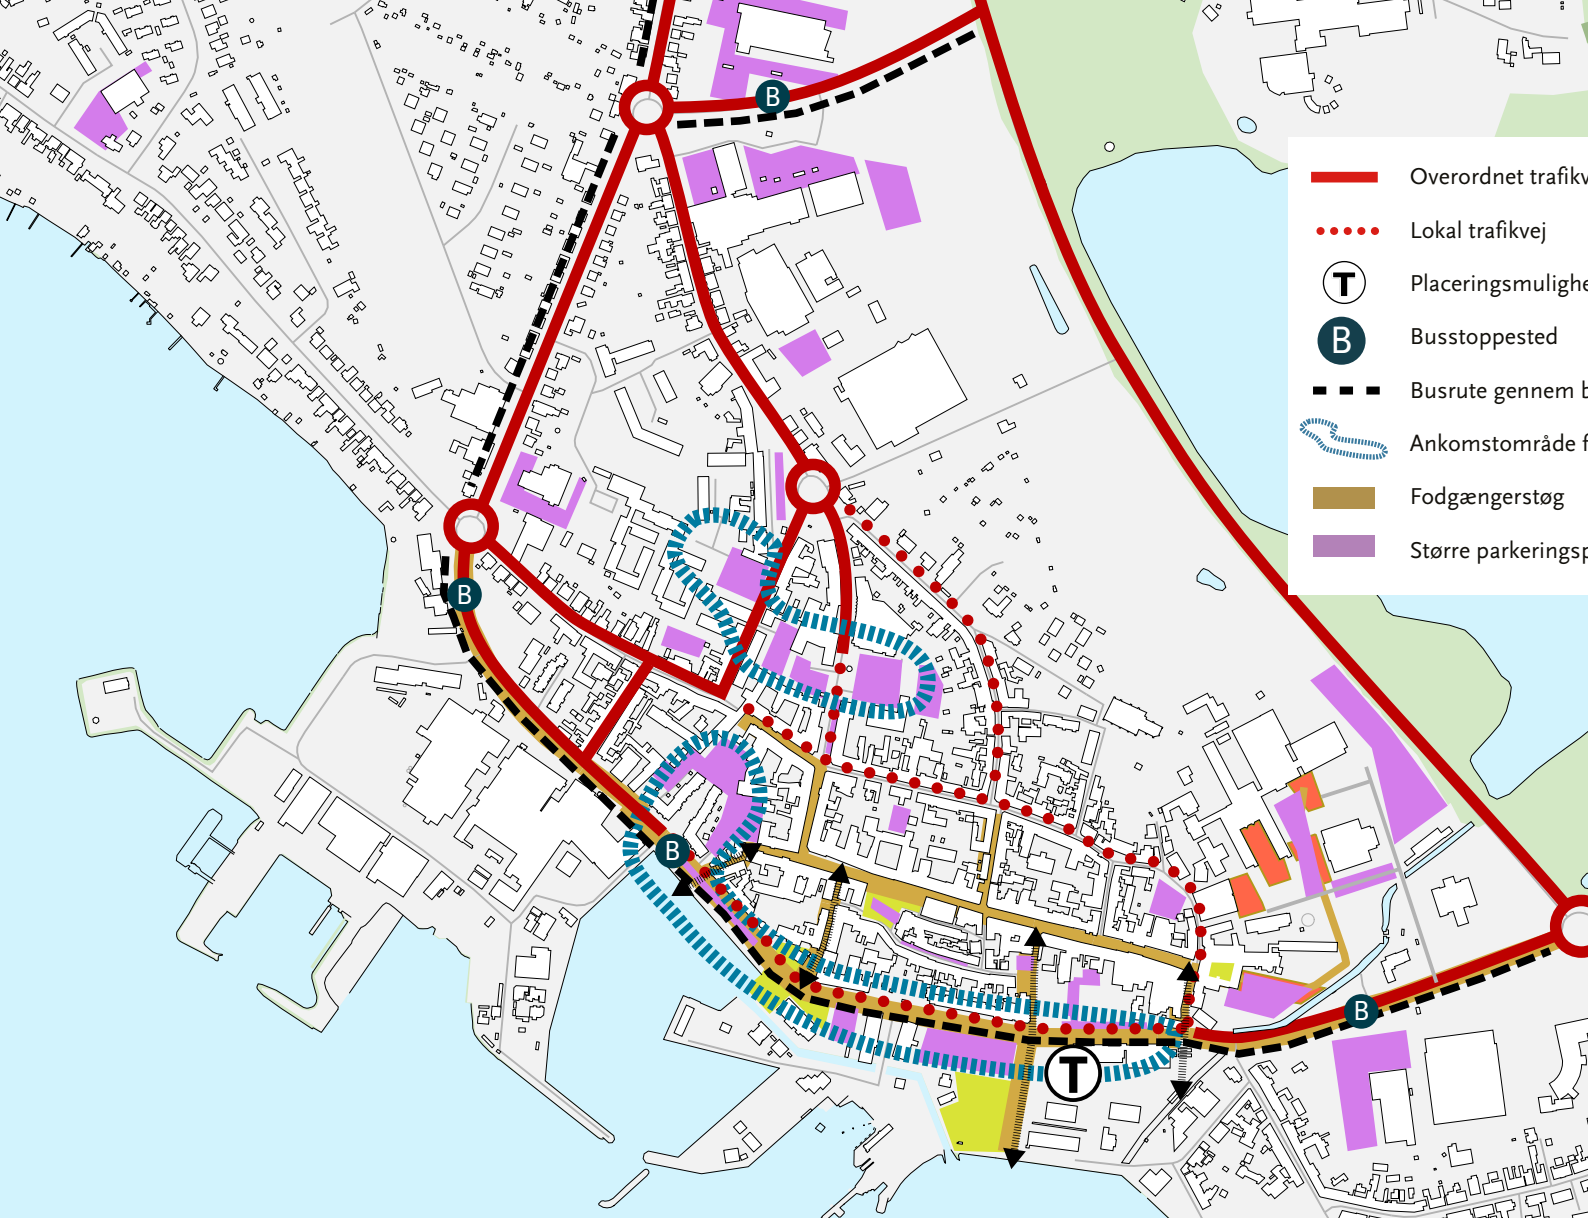 B
Overordnet trafikv
Lokal trafikvej
T Placeringsmulighe
B Busstoppested
Busrute gennem b
Ankomstområde f
Fodgængerstøg
Større parkeringsp
B
B
B
T